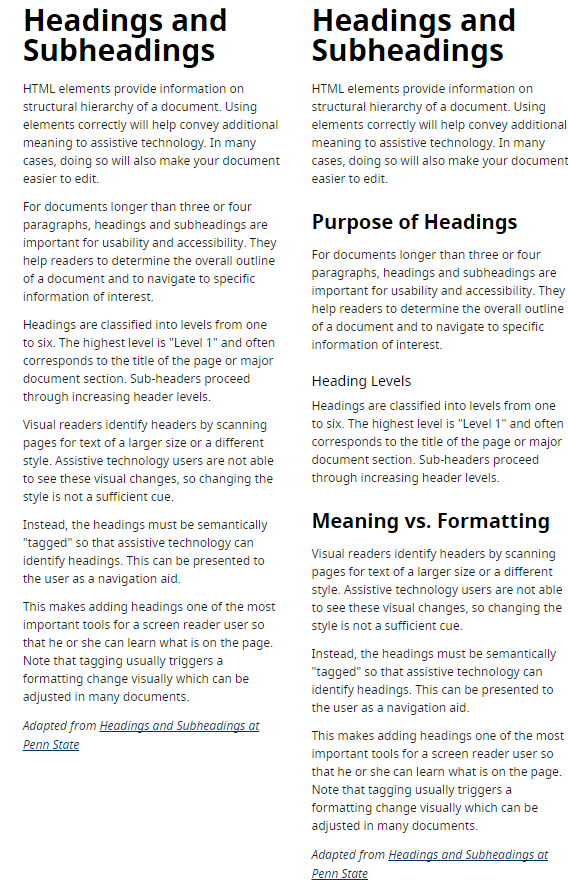 Headings and
Subheadings
HTML elements provide information on
structural hierarchy of a document. Using
elements correctly will help convey additional
meaning to assistive technology. In many
cases, doing so will also make your document
easier to edit.
For documents longer than three or four
paragraphs, headings and subheadings are
important for usability and accessibility. They
help readers to determine the overall outline
of a document and to navigate to specific
information of interest.
Headings are classified into levels from one
to six. The highest level is "Level 1" and often
corresponds to the title of the page or major
document section. Sub-headers proceed
through increasing header levels.
Visual readers identify headers by scanning
pages for text of a larger size or a different
style. Assistive technology users are not able
to see these visual changes, so changing the
style is not a sufficient cue.
Instead, the headings must be semantically
"tagged" so that assistive technology can
identify headings. This can be presented to
the user as a navigation aid.
This makes adding headings one of the most
important tools for a screen reader user so
that he or she can learn what is on the page.
Note that tagging usually triggers a
formatting change visually which can be
adjusted in many documents.
Adapted from Headings and Subheadings at
Penn State
Headings and
Subheadings
HTML elements provide information on
structural hierarchy of a document. Using
elements correctly will help convey additional
meaning to assistive technology. In many
cases, doing so will also make your document
easier to edit.
Purpose of Headings
For documents longer than three or four
paragraphs, headings and subheadings are
important for usability and accessibility. They
help readers to determine the overall outline
of a document and to navigate to specific
information of interest.
Heading Levels
Headings are classified into levels from one
to six. The highest level is "Level 1" and often
corresponds to the title of the page or major
document section. Sub-headers proceed
through increasing header levels.
Meaning vs. Formatting
Visual readers identify headers by scanning
pages for text of a larger size or a different
style. Assistive technology users are not able
to see these visual changes, so changing the
style is not a sufficient cue.
Instead, the headings must be semantically
"tagged" so that assistive technology can
identify headings. This can be presented to
the user as a navigation aid.
This makes adding headings one of the most
important tools for a screen reader user so
that he or she can learn what is on the page.
Note that tagging usually triggers a
formatting change visually which can be
adjusted in many documents.
Adapted from Headings and Subheadings at
Penn State